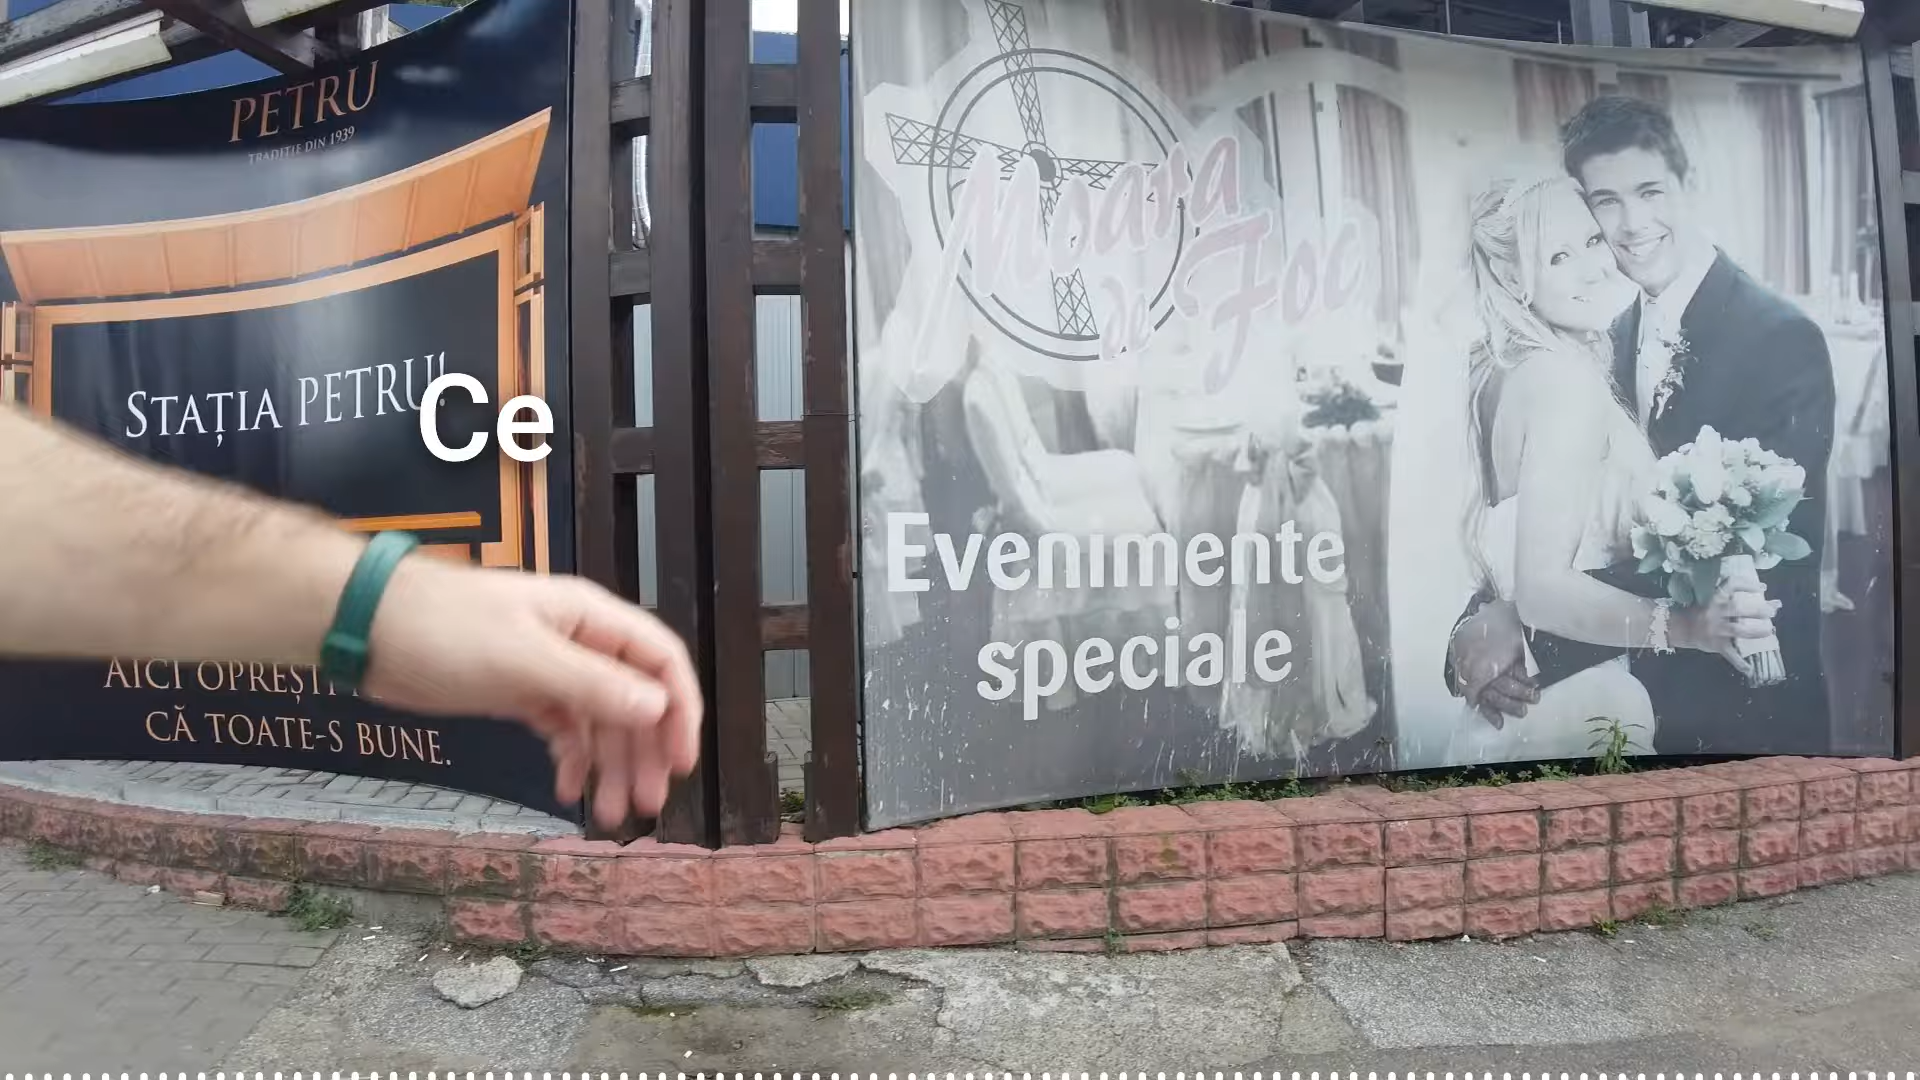 PETRU
TRADIȚIE DIN 1939
STAȚIA PETRU!
Ce
AICI OPREȘTI
CĂ TOATE-S BUNE.
Moara
de Foc
Evenimente
speciale